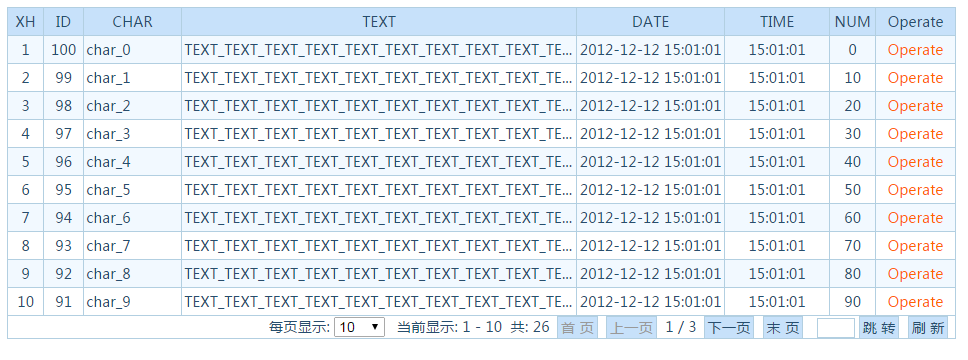 XH ID CHAR TEXT DATE TIME NUM Operate
1 100 char_0 TEXT_TEXT_TEXT_TEXT_TEXT_TEXT_TEXT_TEXT_TEXT_TE... 2012-12-12 15:01:01 15:01:01 0 Operate
2 99 char_1 TEXT_TEXT_TEXT_TEXT_TEXT_TEXT_TEXT_TEXT_TEXT_TE... 2012-12-12 15:01:01 15:01:01 10 Operate
3 98 char_2 TEXT_TEXT_TEXT_TEXT_TEXT_TEXT_TEXT_TEXT_TEXT_TE... 2012-12-12 15:01:01 15:01:01 20 Operate
4 97 char_3 TEXT_TEXT_TEXT_TEXT_TEXT_TEXT_TEXT_TEXT_TEXT_TE... 2012-12-12 15:01:01 15:01:01 30 Operate
5 96 char_4 TEXT_TEXT_TEXT_TEXT_TEXT_TEXT_TEXT_TEXT_TEXT_TE... 2012-12-12 15:01:01 15:01:01 40 Operate
6 95 char_5 TEXT_TEXT_TEXT_TEXT_TEXT_TEXT_TEXT_TEXT_TEXT_TE... 2012-12-12 15:01:01 15:01:01 50 Operate
7 94 char_6 TEXT_TEXT_TEXT_TEXT_TEXT_TEXT_TEXT_TEXT_TEXT_TE... 2012-12-12 15:01:01 15:01:01 60 Operate
8 93 char_7 TEXT_TEXT_TEXT_TEXT_TEXT_TEXT_TEXT_TEXT_TEXT_TE... 2012-12-12 15:01:01 15:01:01 70 Operate
9 92 char_8 TEXT_TEXT_TEXT_TEXT_TEXT_TEXT_TEXT_TEXT_TEXT_TE... 2012-12-12 15:01:01 15:01:01 80 Operate
10 91 char_9 TEXT_TEXT_TEXT_TEXT_TEXT_TEXT_TEXT_TEXT_TEXT_TE... 2012-12-12 15:01:01 15:01:01 90 Operate
每页显示: 10 当前显示: 1 - 10 共: 26 首 页 上一页 1 / 3 下一页 末 页 跳 转 刷 新